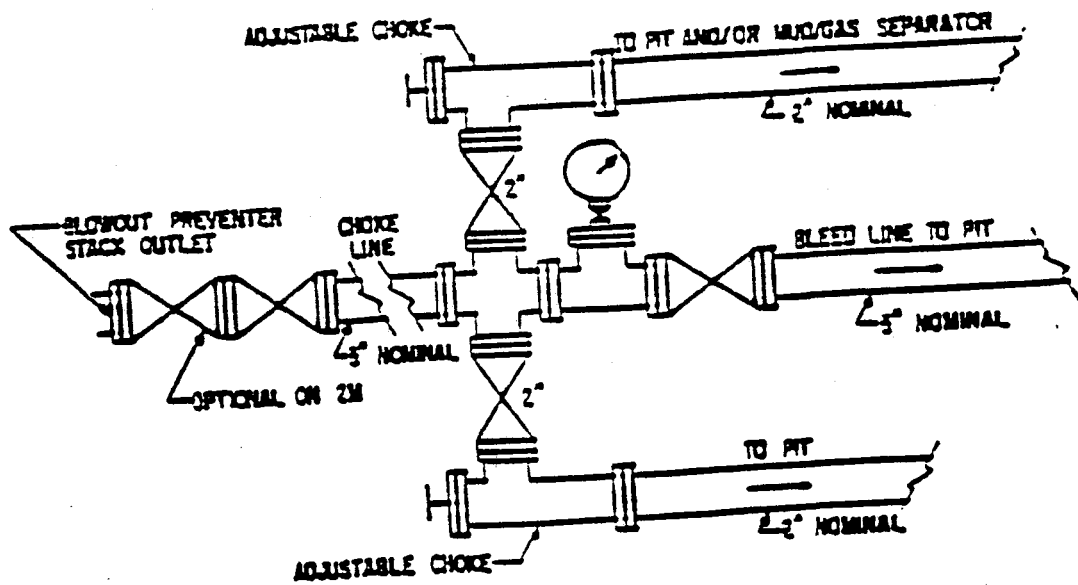 ADJUSTABLE CHOKE
TO PIT AND/OR MUD/GAS SEPARATOR
2" NOMINAL
2"
BLOWOUT PREVENTER
STACK OUTLET
CHOKE
LINE
BLEED LINE TO PIT
3" NOMINAL
3" NOMINAL
OPTIONAL ON 2M
2"
TO PIT
2" NOMINAL
ADJUSTABLE CHOKE